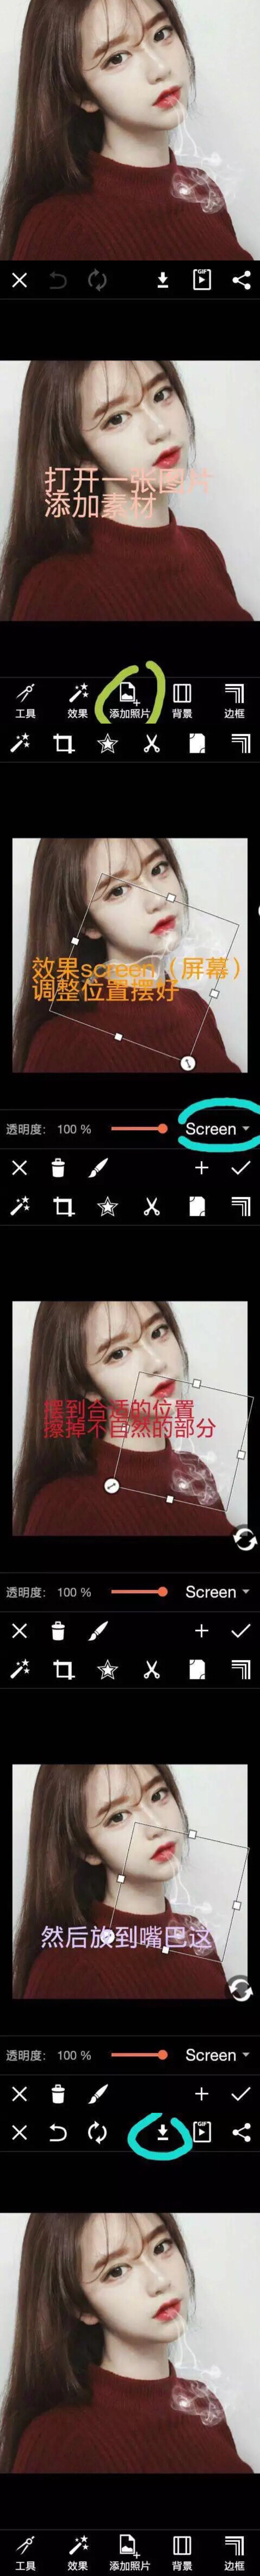 GIF
打开一张图片
添加素材
工具 效果 添加照片 背景 边框
效果screen（屏幕）
调整位置摆好
透明度： 100 % Screen
摆到合适的位置
擦掉不自然的部分
透明度： 100 % Screen
然后放到嘴巴这
透明度： 100 % Screen
GIF
工具 效果 添加照片 背景 边框